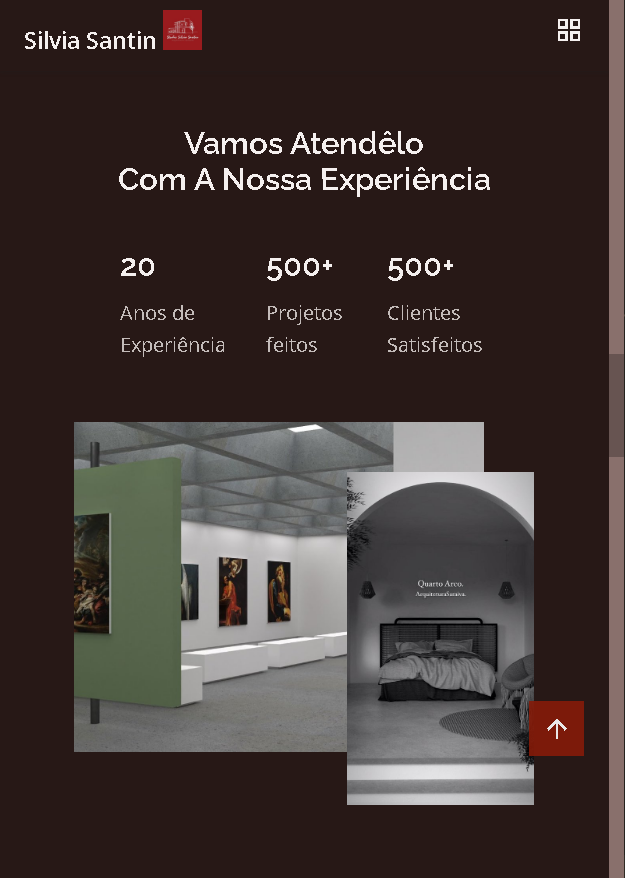 Silvia Santin
Vamos Atendêlo
Com A Nossa Experiência
20
500+
500+
Anos de
Experiência
Projetos
feitos
Clientes
Satisfeitos
Quarto Arco.
ArquiteturaSaraiva.